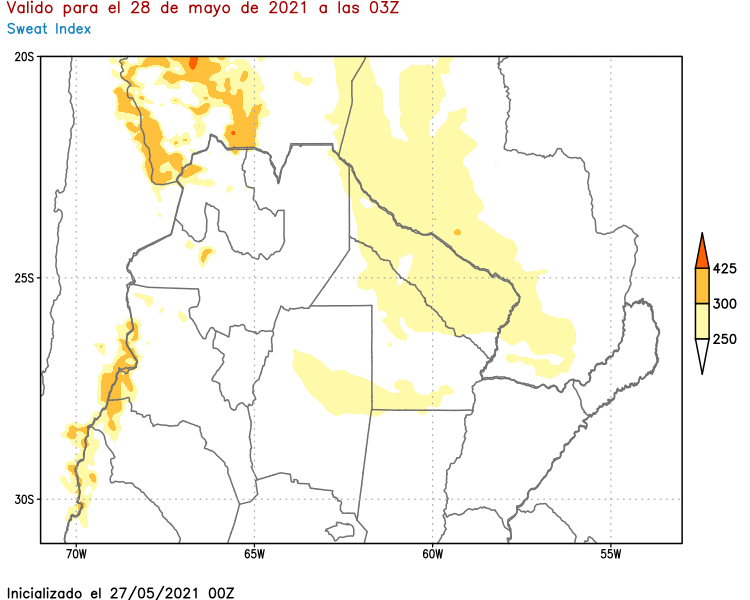 Valido para el 28 de mayo de 2021 a las 03Z
Sweat Index
20S
25S
30S
70W
65W
60W
55W
425
300
250
Inicializado el 27/05/2021 00Z